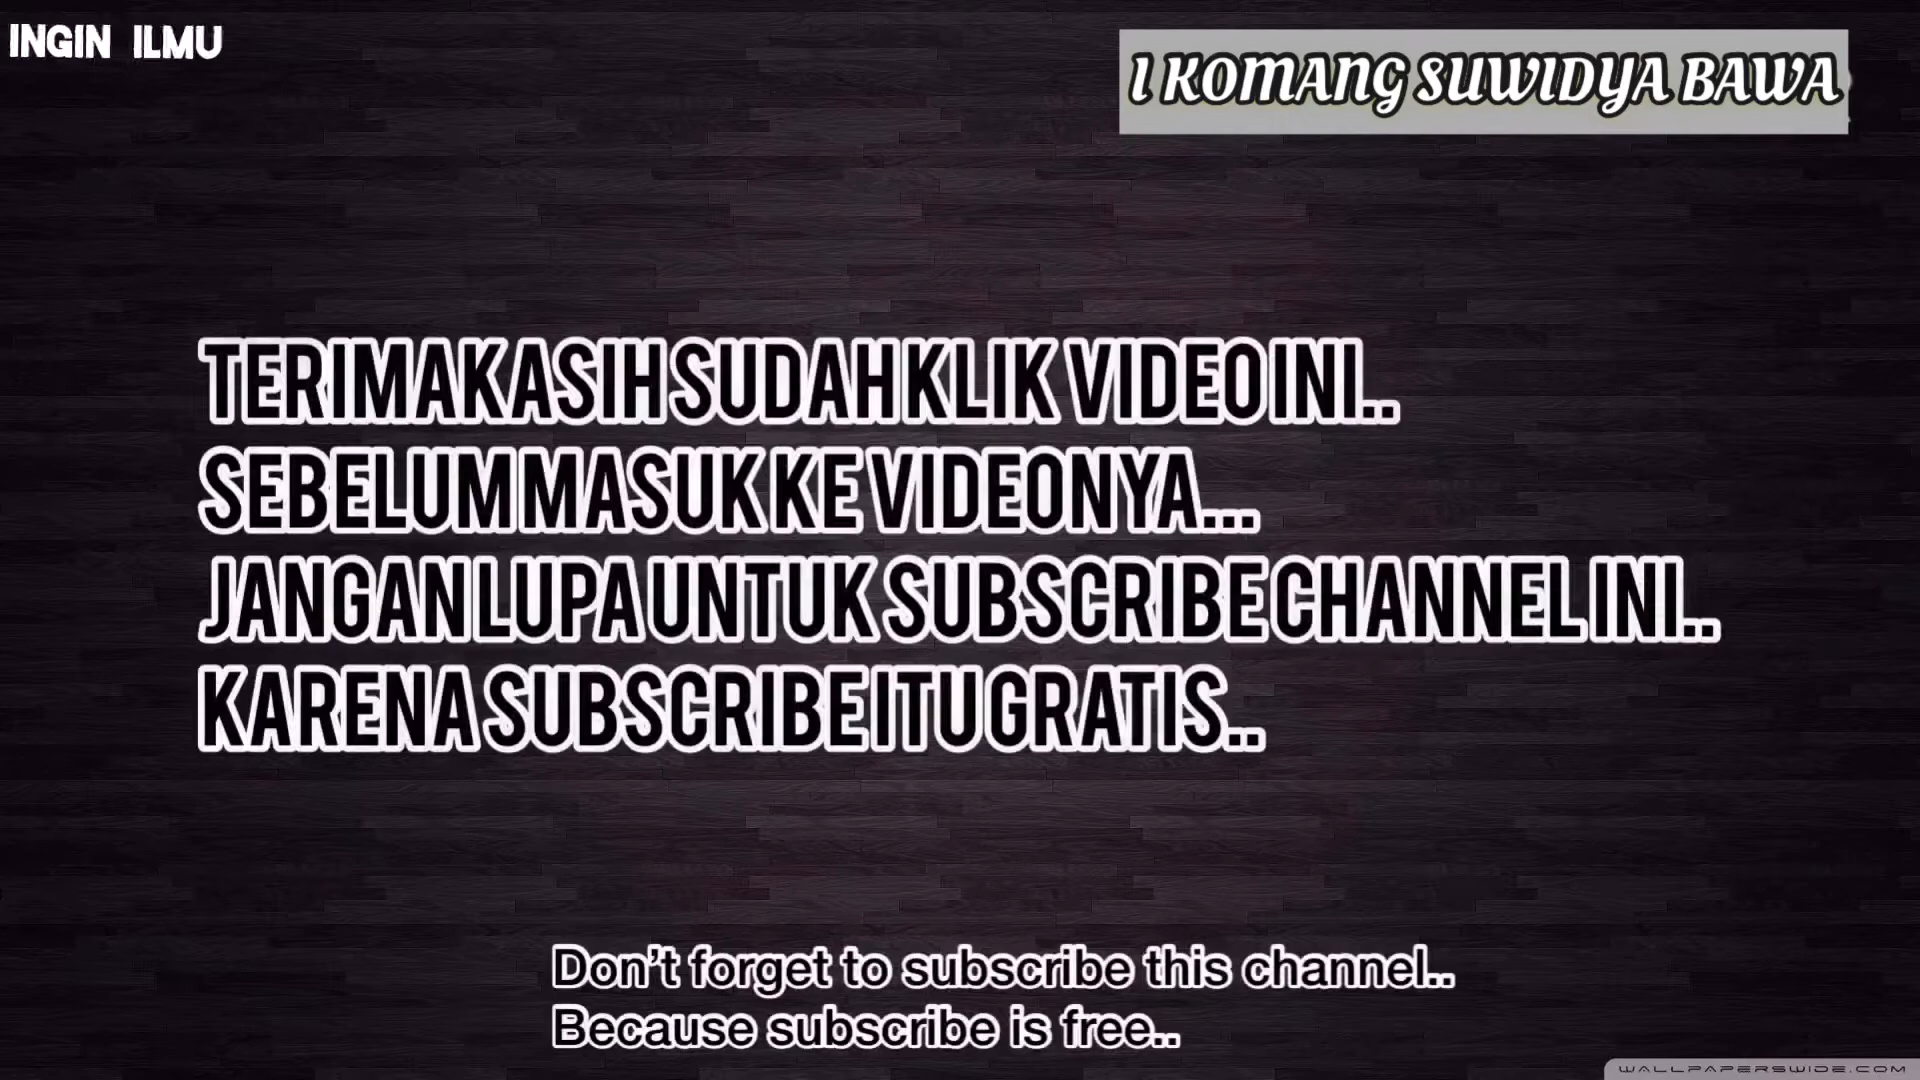 INGIN ILMU
I KOMANG SUWIDYA BAWA
TERIMAKASIH SUDAH KLIK VIDEO INI..
SEBELUM MASUK KE VIDEONYA...
JANGAN LUPA UNTUK SUBSCRIBE CHANNEL INI..
KARENA SUBSCRIBE ITU GRATIS..
Don't forget to subscribe this channel..
Because subscribe is free..
WALLPAPERSWIDE.COM